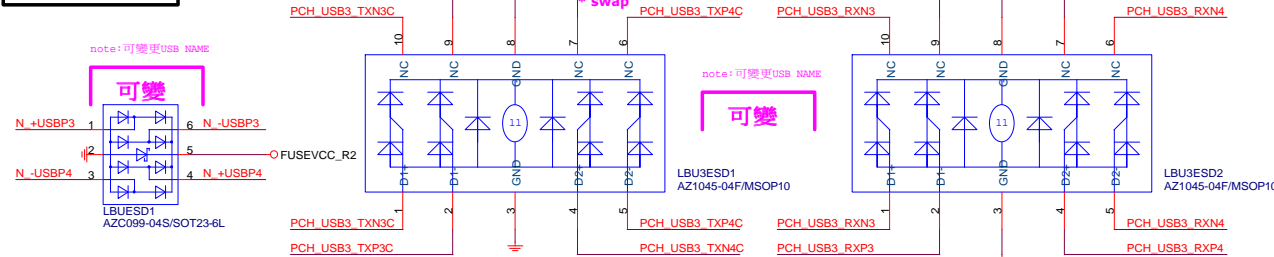 * swap
PCH_USB3_TXN3C
PCH_USB3_TXP4C
PCH_USB3_RXN3
PCH_USB3_RXN4
10
9
8
7
6
10
9
8
7
6
note:可變更USB NAME
可變
N_+USBP3
1
6
N_-USBP3
2
5
FUSEVCC_R2
N_-USBP4
3
4
N_+USBP4
LBUESD1
AZC099-04S/SOT23-6L
NC
NC
GND
NC
NC
11
D1+
D1-
GND
D2+
D2-
LBU3ESD1
AZ1045-04F/MSOP10
note:可變更USB NAME
可變
NC
NC
GND
NC
NC
11
D1+
D1-
GND
D2+
D2-
LBU3ESD2
AZ1045-04F/MSOP10
1
2
3
4
5
1
2
3
4
5
PCH_USB3_TXN3C
PCH_USB3_TXP4C
PCH_USB3_RXN3
PCH_USB3_RXN4
PCH_USB3_TXP3C
PCH_USB3_TXN4C
PCH_USB3_RXP3
PCH_USB3_RXP4